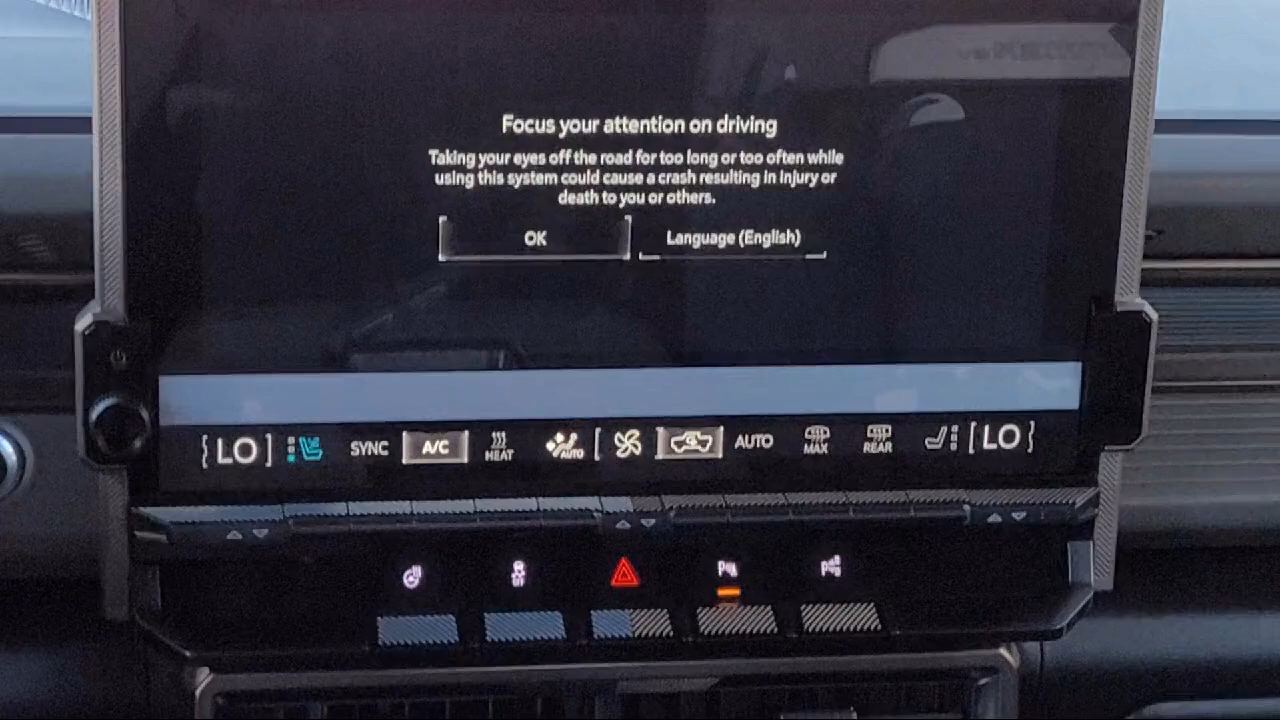 Focus your attention on driving
Taking your eyes off the road for too long or too often while
using this system could cause a crash resulting in injury or
death to you or others.
OK Language (English)
LO SYNC A/C HEAT AUTO AUTO MAX REAR LO
OFF